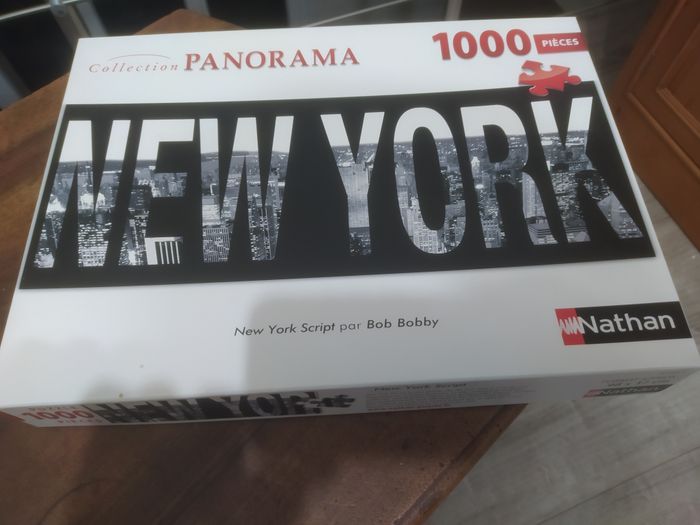 Collection PANORAMA
1000 PIÈCES
NEW YORK
New York Script par Bob Bobby
Nathan
1000
PIÈCES
NEW YORK
New York Script
Nathan